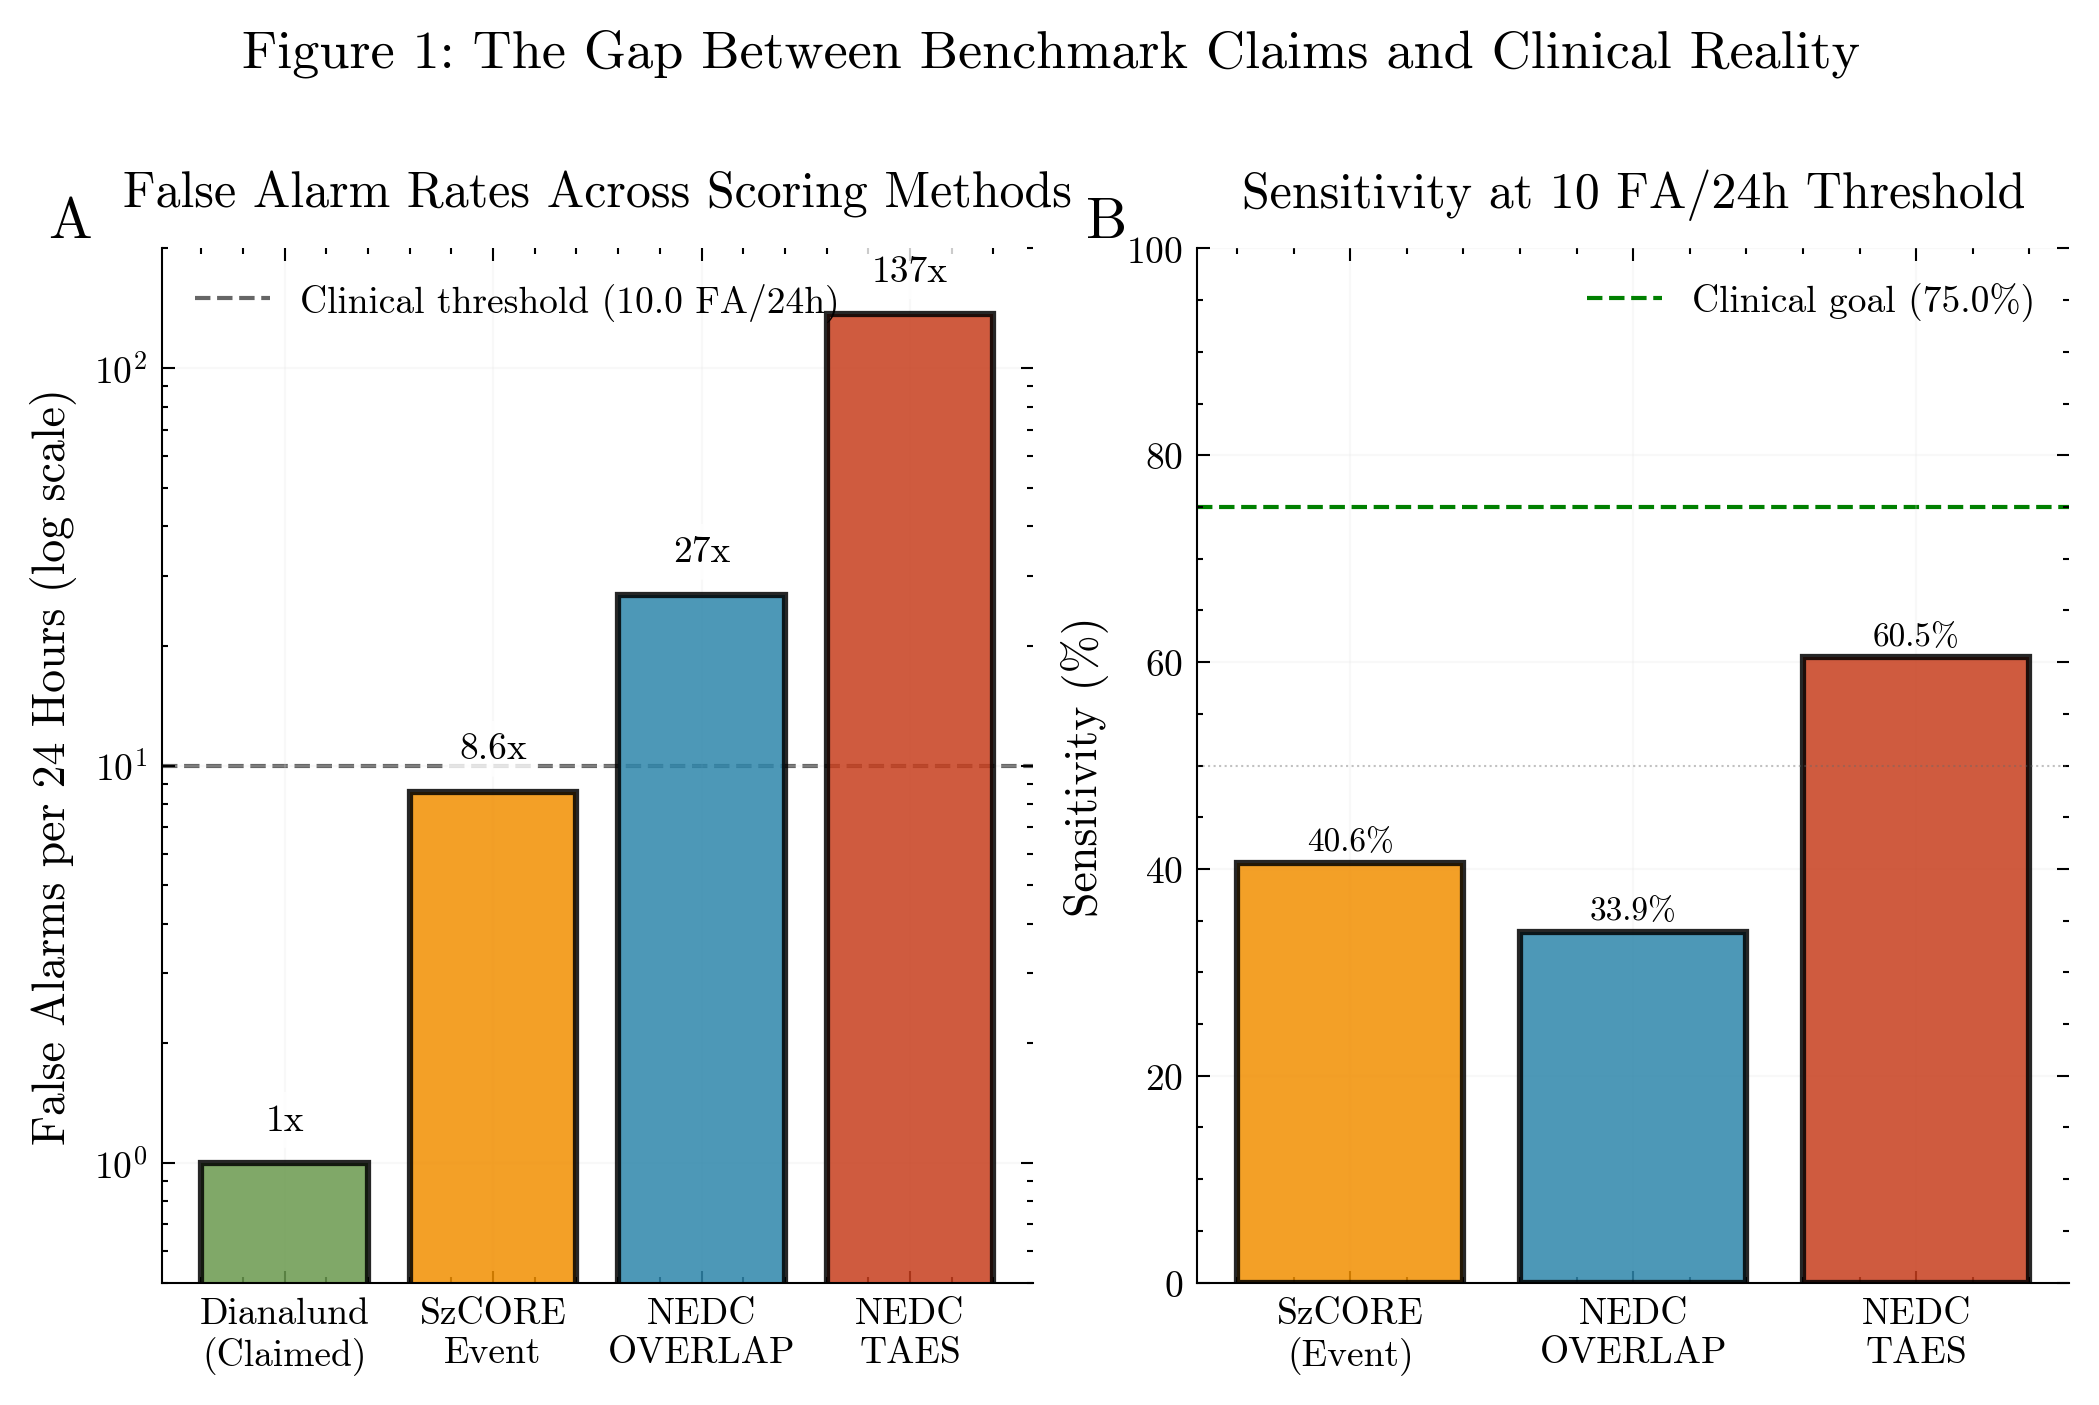 Figure 1: The Gap Between Benchmark Claims and Clinical Reality
A
False Alarm Rates Across Scoring Methods
Clinical threshold (10.0 FA/24h)
False Alarms per 24 Hours (log scale)
10²
10¹
10⁰
1x
8.6x
27x
137x
Dianalund
(Claimed)
SzCORE
Event
NEDC
OVERLAP
NEDC
TAES
B
Sensitivity at 10 FA/24h Threshold
Clinical goal (75.0%)
Sensitivity (%)
100
80
60
40
20
0
40.6%
33.9%
60.5%
SzCORE
(Event)
NEDC
OVERLAP
NEDC
TAES